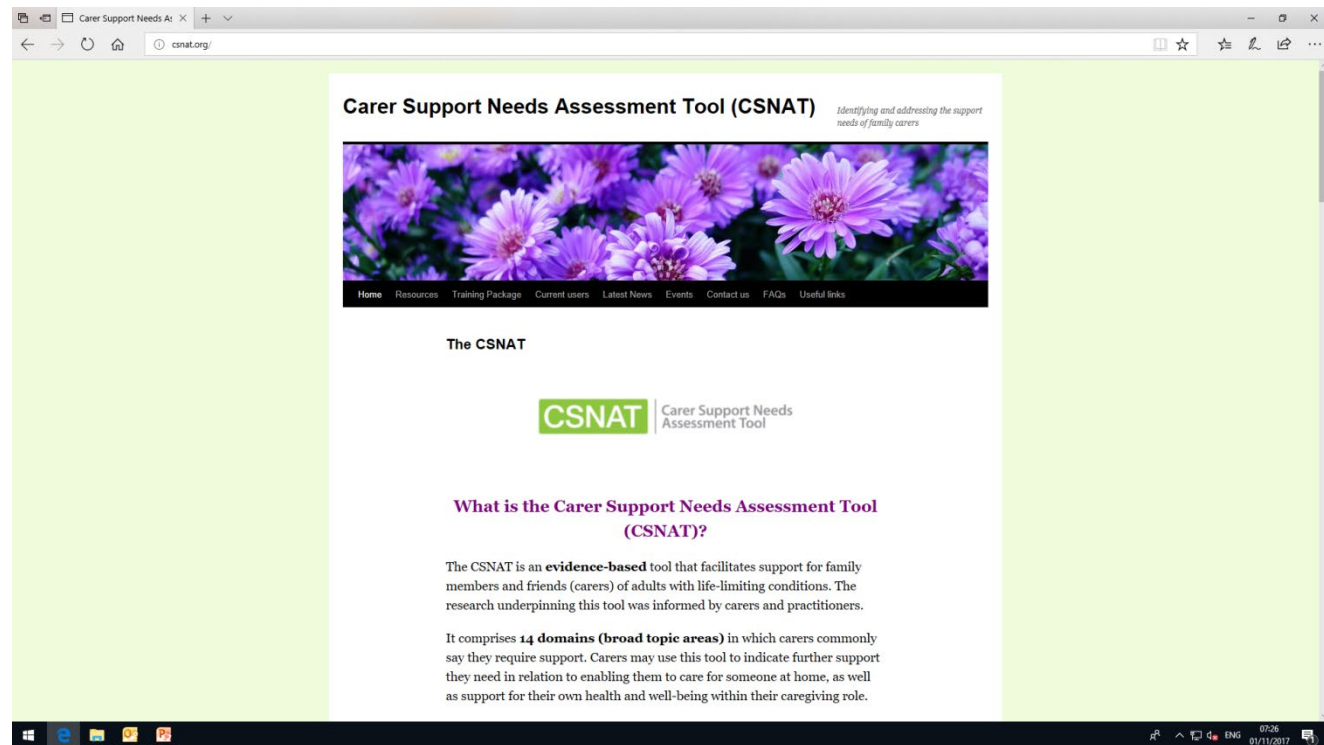 Carer Support Needs As
csnat.org/
Carer Support Needs Assessment Tool (CSNAT)
Identifying and addressing the support
needs of family carers
Home Resources Training Package Current users Latest News Events Contact us FAQs Useful links
The CSNAT
CSNAT
Carer Support Needs
Assessment Tool
What is the Carer Support Needs Assessment Tool
(CSNAT)?
The CSNAT is an evidence-based tool that facilitates support for family
members and friends (carers) of adults with life-limiting conditions. The
research underpinning this tool was informed by carers and practitioners.
It comprises 14 domains (broad topic areas) in which carers commonly
say they require support. Carers may use this tool to indicate further support
they need in relation to enabling them to care for someone at home, as well
as support for their own health and well-being within their caregiving role.
ENG
07:26
01/11/2017